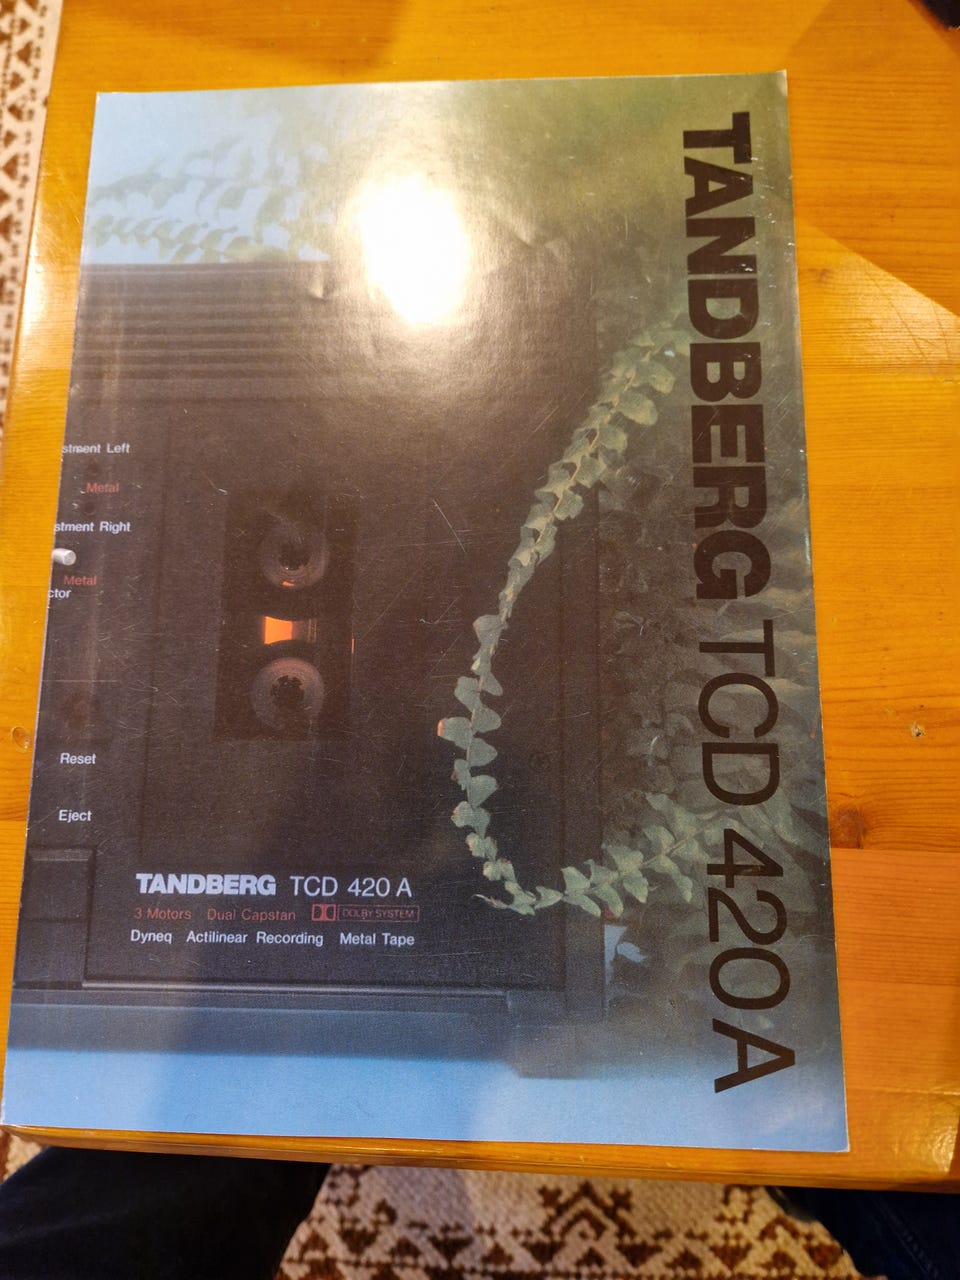 TANDBERG TCD 420 A
stment Left
Metal
stment Right
Metal
ctor
Reset
Eject
TANDBERG TCD 420 A
3 Motors Dual Capstan DOLBY SYSTEM
Dyneq Actilinear Recording Metal Tape